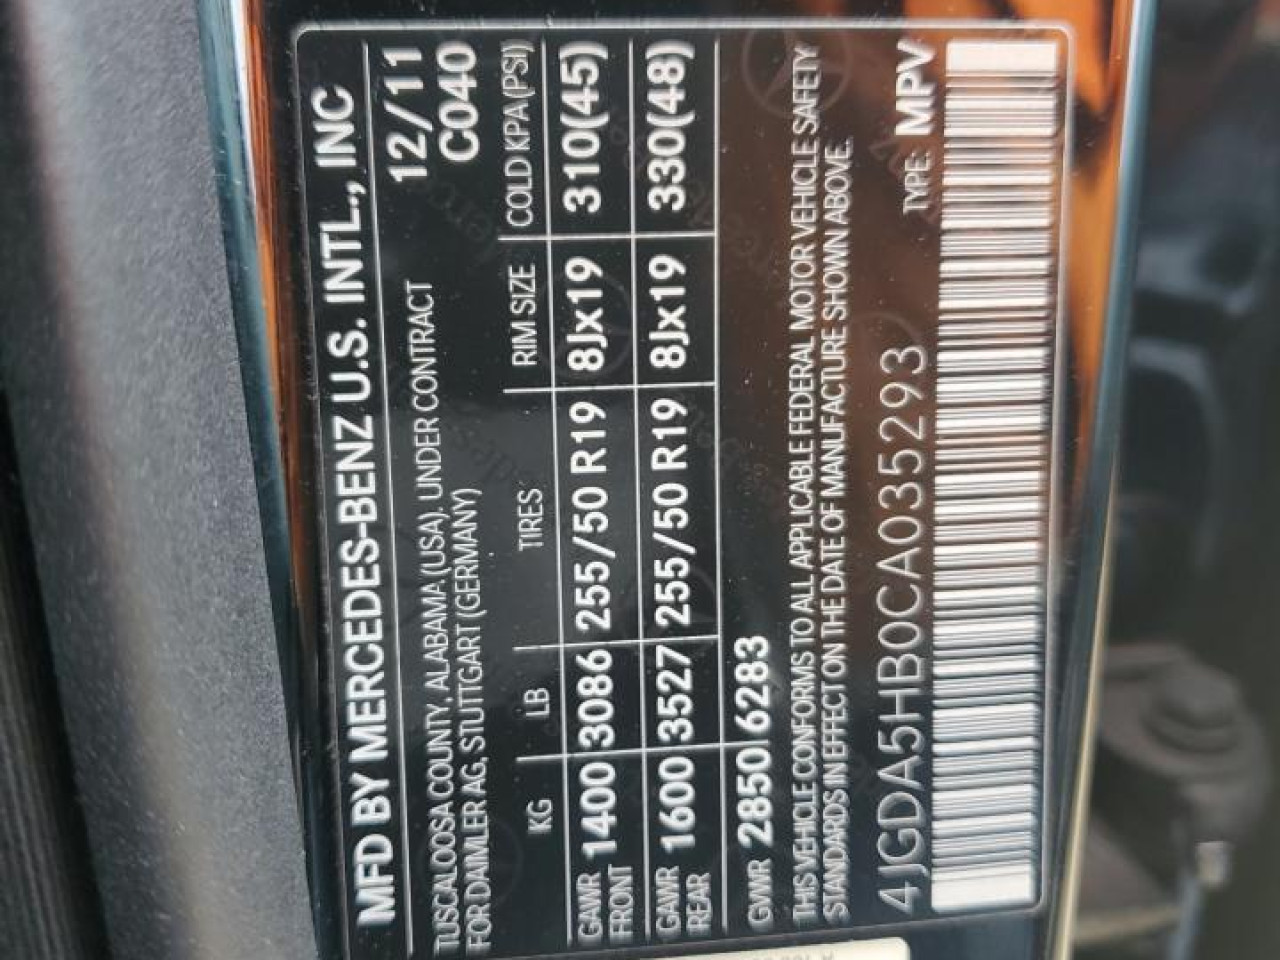 MFD BY MERCEDES-BENZ U.S. INTL., INC
12/11
TUSCALOOSA COUNTY, ALABAMA (USA). UNDER CONTRACT
C040
FOR DAIMLER AG, STUTTGART (GERMANY)
KG LB TIRES RIM SIZE COLD KPA(PSI)
GAWR FRONT 1400 3086 255/50 R19 8Jx19 310(45)
GAWR REAR 1600 3527 255/50 R19 8Jx19 330(48)
GVWR 2850 6283
THIS VEHICLE CONFORMS TO ALL APPLICABLE FEDERAL MOTOR VEHICLE SAFETY
STANDARDS IN EFFECT ON THE DATE OF MANUFACTURE SHOWN ABOVE.
4JGDA5HB0CA035293 TYPE: MPV